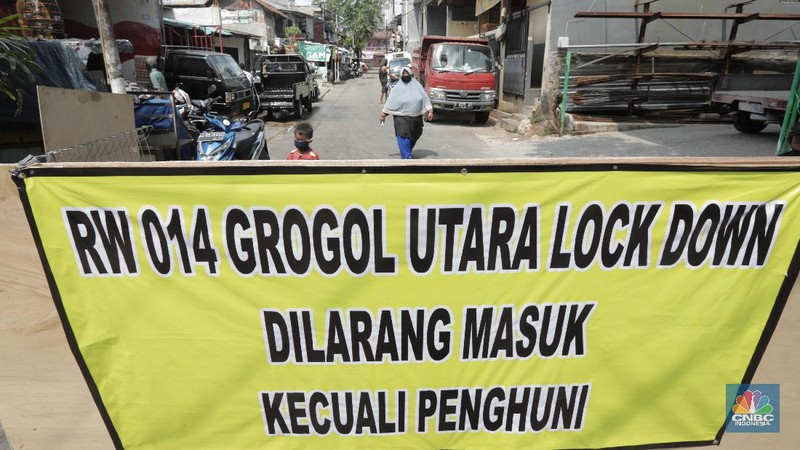 RW 014 GROGOL UTARA LOCK DOWN
DILARANG MASUK
KECUALI PENGHUNI
CNBC
INDONESIA